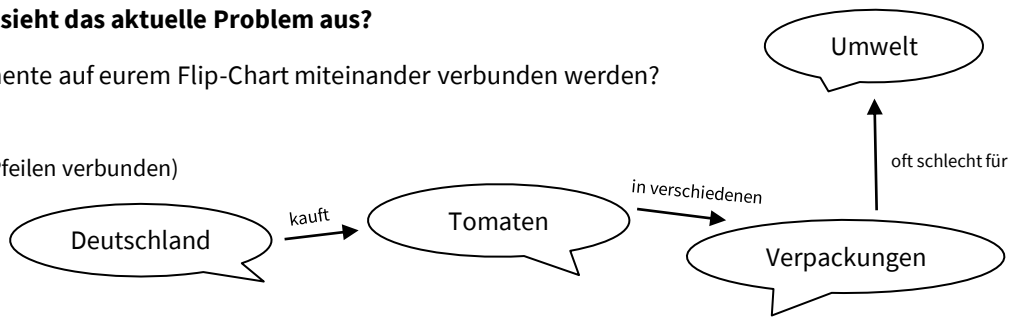 sieht das aktuelle Problem aus?
Umwelt
ente auf eurem Flip-Chart miteinander verbunden werden?
oft schlecht für
feilen verbunden)
Deutschland
kauft
Tomaten
in verschiedenen
Verpackungen